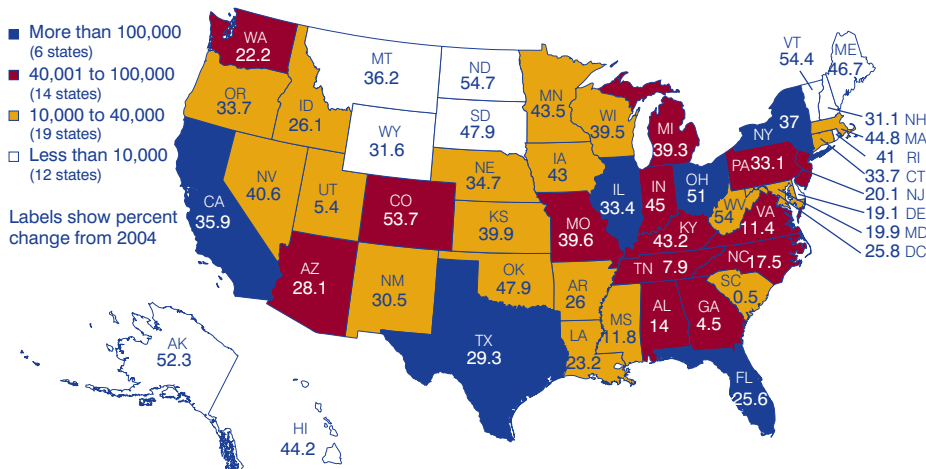 More than 100,000
(6 states)
40,001 to 100,000
(14 states)
10,000 to 40,000
(19 states)
Less than 10,000
(12 states)
Labels show percent
change from 2004
WA
22.2
OR
33.7
ID
26.1
MT
36.2
ND
54.7
SD
47.9
WY
31.6
MN
43.5
WI
39.5
MI
39.3
NY
37
VT
54.4
ME
46.7
31.1 NH
44.8 MA
41 RI
33.7 CT
20.1 NJ
19.1 DE
19.9 MD
25.8 DC
CA
35.9
NV
40.6
UT
5.4
CO
53.7
NE
34.7
KS
39.9
IA
43
MO
39.6
IL
33.4
IN
45
OH
51
PA 33.1
WV
54
VA
11.4
KY
43.2
NC 17.5
TN 7.9
SC
0.5
AZ
28.1
NM
30.5
OK
47.9
AR
26
TX
29.3
LA
23.2
MS
11.8
AL
14
GA
4.5
FL
25.6
AK
52.3
HI
44.2